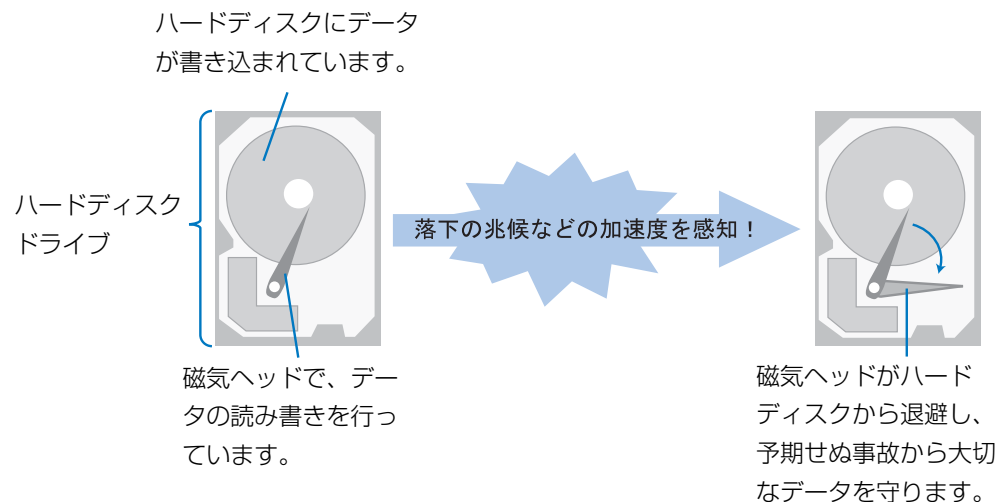 ハードディスクにデータ
が書き込まれています。
ハードディスク
ドライブ
落下の兆候などの加速度を感知！
磁気ヘッドで、デー
タの読み書きを行っ
ています。
磁気ヘッドがハード
ディスクから退避し、
予期せぬ事故から大切
なデータを守ります。